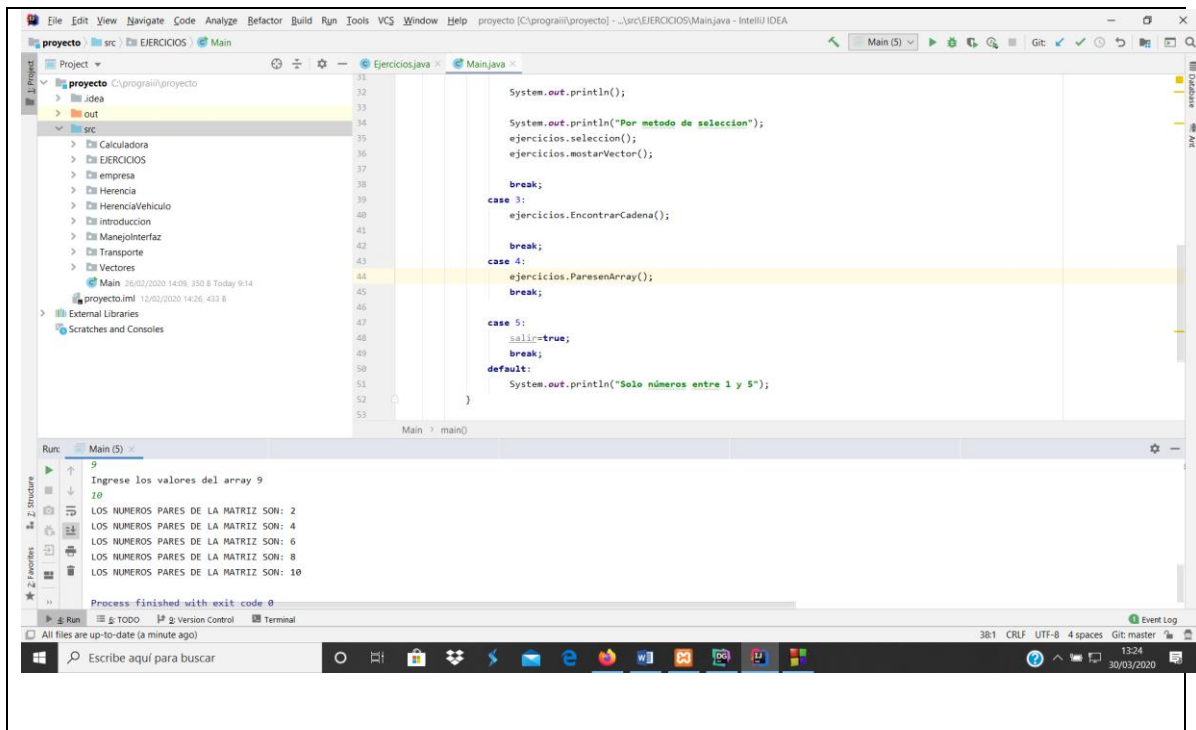 File Edit View Navigate Code Analyze Refactor Build Run Tools VCS Window Help proyecto [C:\prograiii\proyecto] - ...\src\EJERCICIOS\Main.java - IntelliJ IDEA
proyecto src EJERCICIOS Main Main (5) Git:
1: Project
Project
Ejercicios.java Main.java
proyecto C:\prograiii\proyecto
.idea
out
src
Calculadora
EJERCICIOS
empresa
Herencia
HerenciaVehiculo
introduccion
ManejoInterfaz
Transporte
Vectores
Main 26/02/2020 14:09, 350 B Today 9:14
proyecto.iml 12/02/2020 14:26, 433 B
External Libraries
Scratches and Consoles
31
32 System.out.println();
33
34 System.out.println("Por metodo de seleccion");
35 ejercicios.seleccion();
36 ejercicios.mostarVector();
37
38 break;
39 case 3:
40 ejercicios.EncontrarCadena();
41
42 break;
43 case 4:
44 ejercicios.ParesenArray();
45 break;
46
47 case 5:
48 salir=true;
49 break;
50 default:
51 System.out.println("Solo números entre 1 y 5");
52 }
53
Main > main()
Database
Ant
Run: Main (5)
9
Ingrese los valores del array 9
10
LOS NUMEROS PARES DE LA MATRIZ SON: 2
LOS NUMEROS PARES DE LA MATRIZ SON: 4
LOS NUMEROS PARES DE LA MATRIZ SON: 6
LOS NUMEROS PARES DE LA MATRIZ SON: 8
LOS NUMEROS PARES DE LA MATRIZ SON: 10
Process finished with exit code 0
Z: Structure
2: Favorites
4: Run 6: TODO 9: Version Control Terminal Event Log
All files are up-to-date (a minute ago) 38:1 CRLF UTF-8 4 spaces Git: master
Escribe aquí para buscar
13:24
30/03/2020